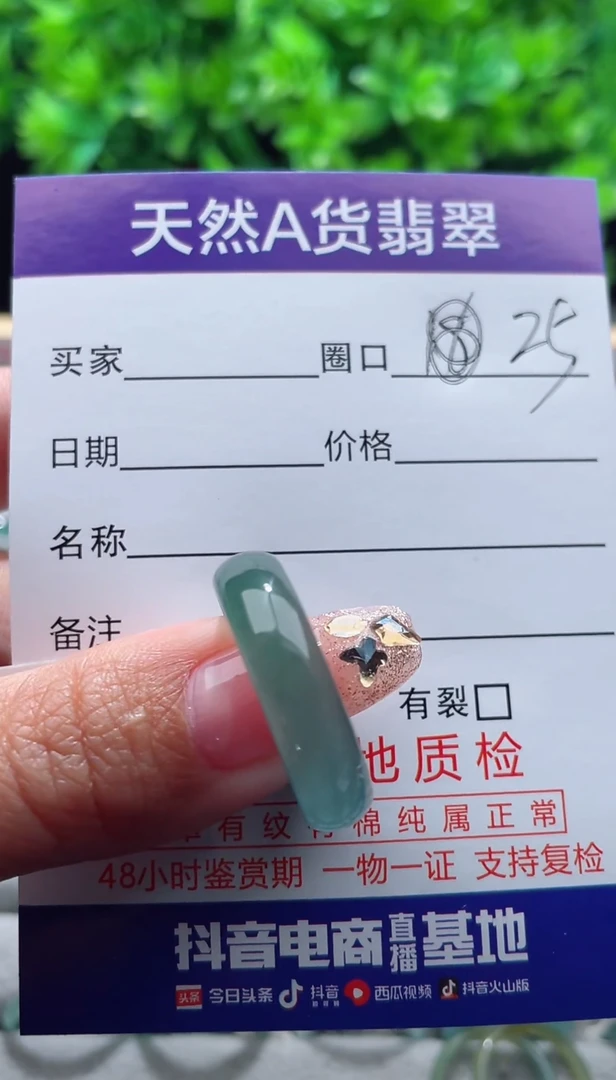 天然A货翡翠
买家 圈口 25
日期 价格
名称
备注
有裂□
地质检
有纹有棉纯属正常
48小时鉴赏期 一物一证 支持复检
抖音电商直播基地
头条 今日头条 抖音 西瓜视频 抖音火山版